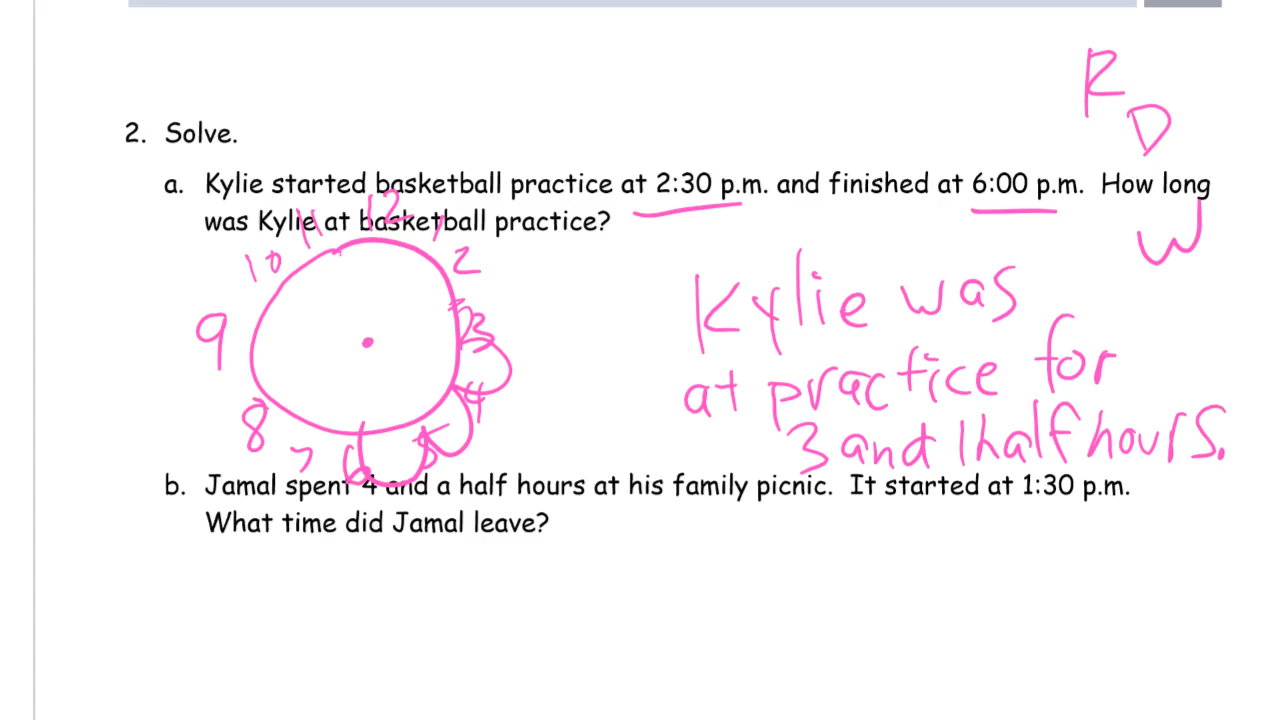 R
D
W
2. Solve.
a. Kylie started basketball practice at 2:30 p.m. and finished at 6:00 p.m. How long
was Kylie at basketball practice?
12
11
1
10
2
9
3
8
4
7
6
5
Kylie was
at practice for
3 and 1 half hours.
b. Jamal spent 4 and a half hours at his family picnic. It started at 1:30 p.m.
What time did Jamal leave?